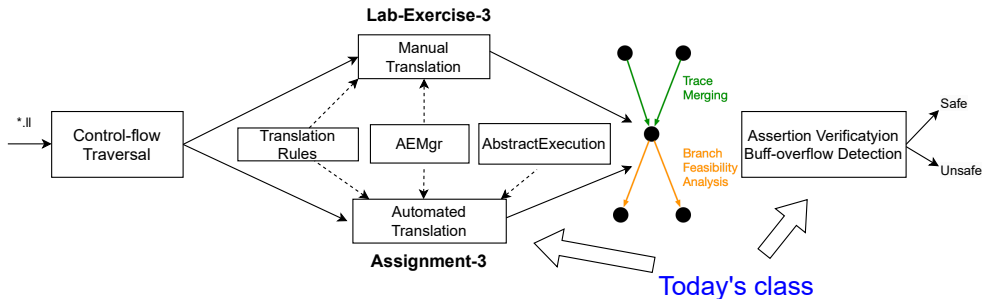 Lab-Exercise-3
Manual
Translation
Trace
Merging
*.ll
Control-flow
Traversal
Translation
Rules
AEMgr
AbstractExecution
Safe
Assertion Verificatyion
Buff-overflow Detection
Branch
Feasibility
Analysis
Unsafe
Automated
Translation
Assignment-3
Today's class